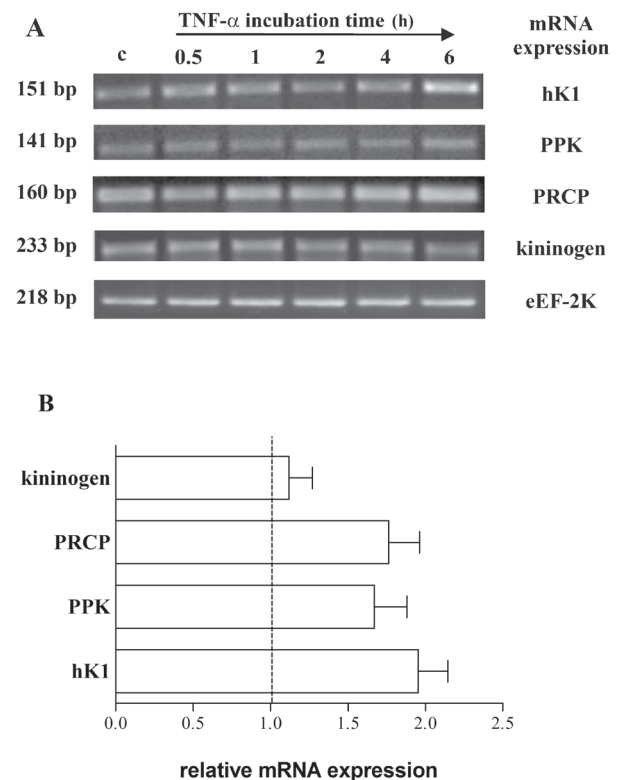 A
TNF-α incubation time (h)
mRNA
expression
c 0.5 1 2 4 6
151 bp hK1
141 bp PPK
160 bp PRCP
233 bp kininogen
218 bp eEF-2K
B
kininogen
PRCP
PPK
hK1
0.0 0.5 1.0 1.5 2.0 2.5
relative mRNA expression